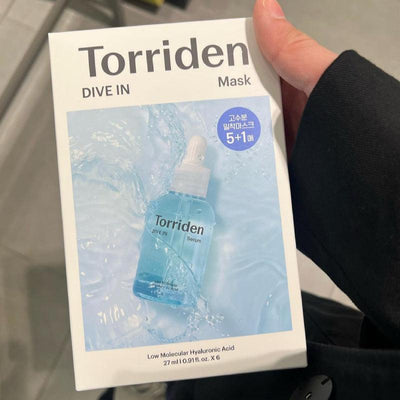 Torriden
DIVE IN Mask
고수분
밀착마스크
5+1매
Torriden
DIVE IN Serum
Low Molecular Hyaluronic Acid
27 ml | 0.91 fl. oz. X 6